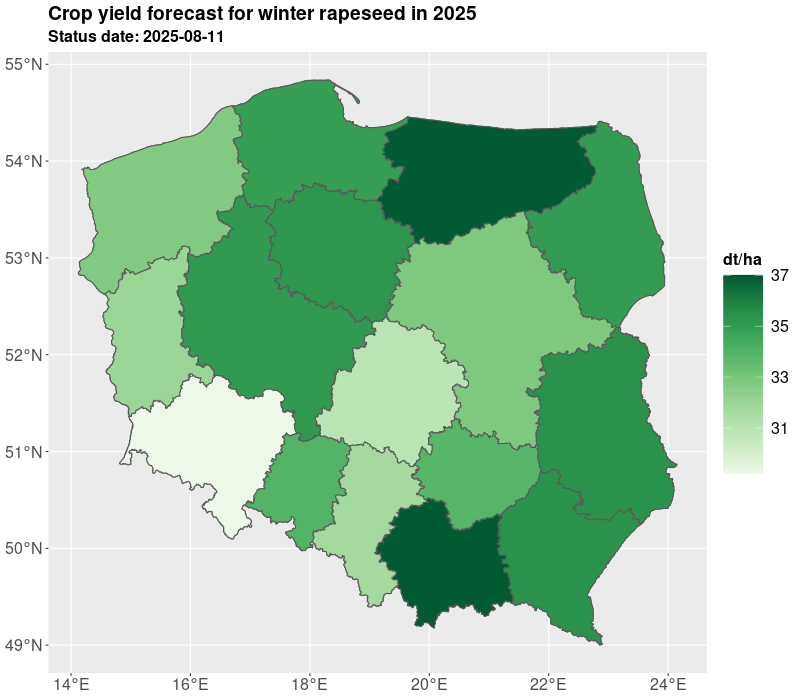 Crop yield forecast for winter rapeseed in 2025
Status date: 2025-08-11
55°N
54°N
53°N
52°N
51°N
50°N
49°N
14°E
16°E
18°E
20°E
22°E
24°E
dt/ha
37
35
33
31